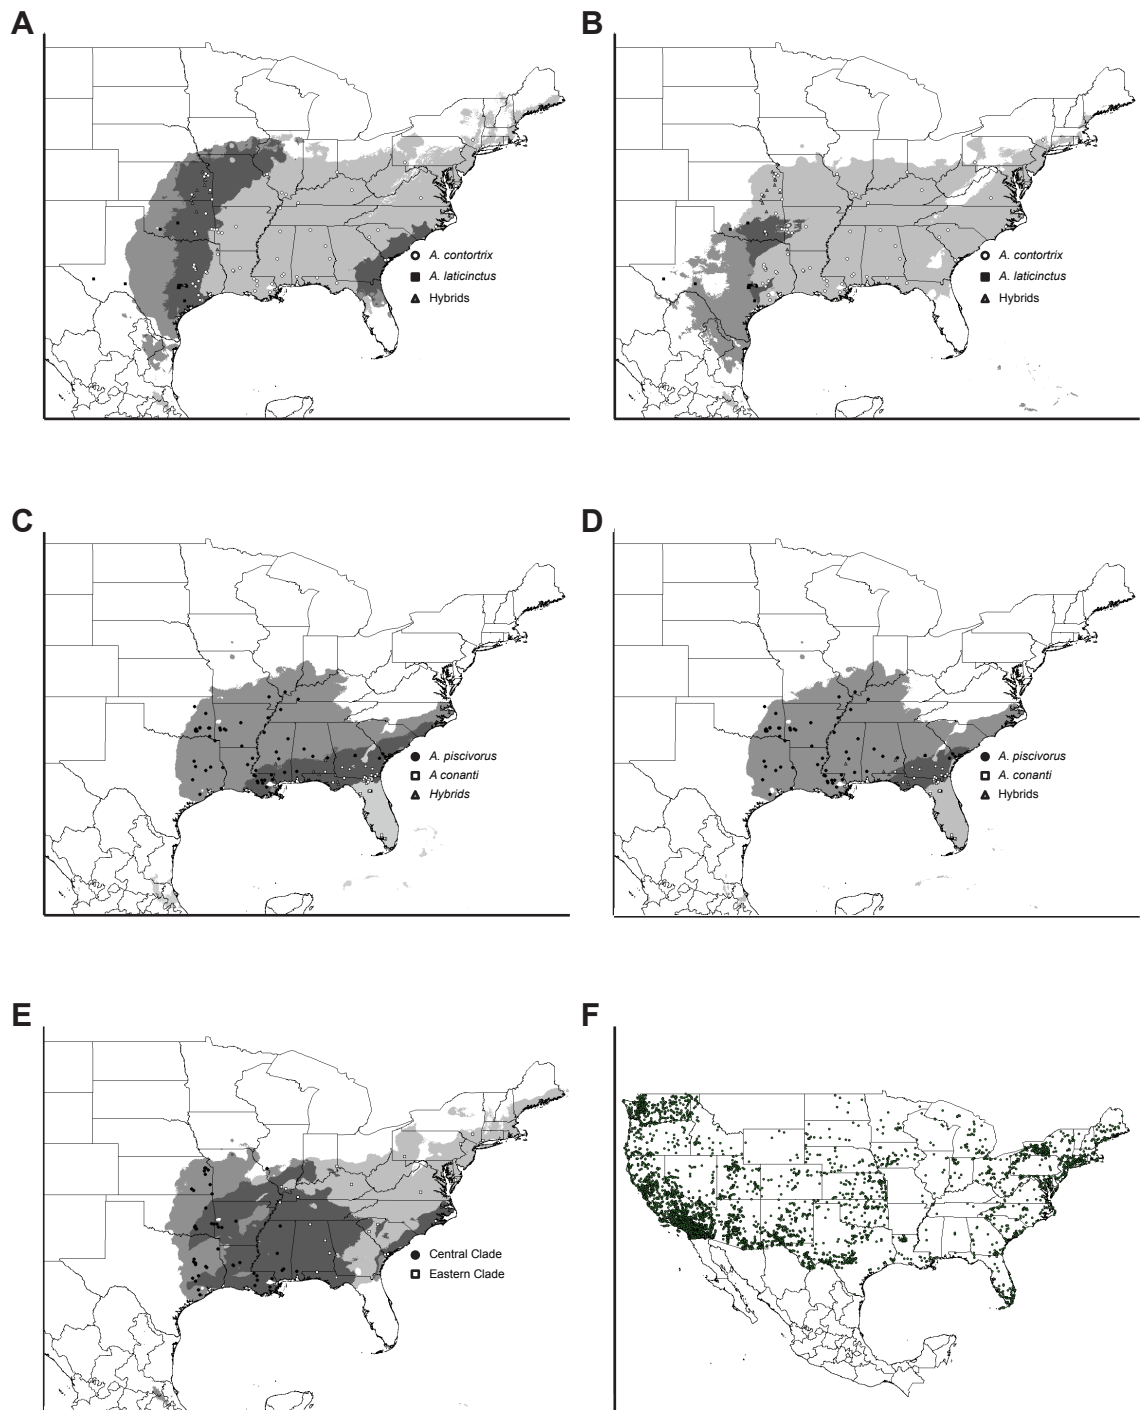 A
B
A. contortrix
A. laticinctus
Hybrids
A. contortrix
A. laticinctus
Hybrids
C
D
A. piscivorus
A conanti
Hybrids
A. piscivorus
A. conanti
Hybrids
E
F
Central Clade
Eastern Clade